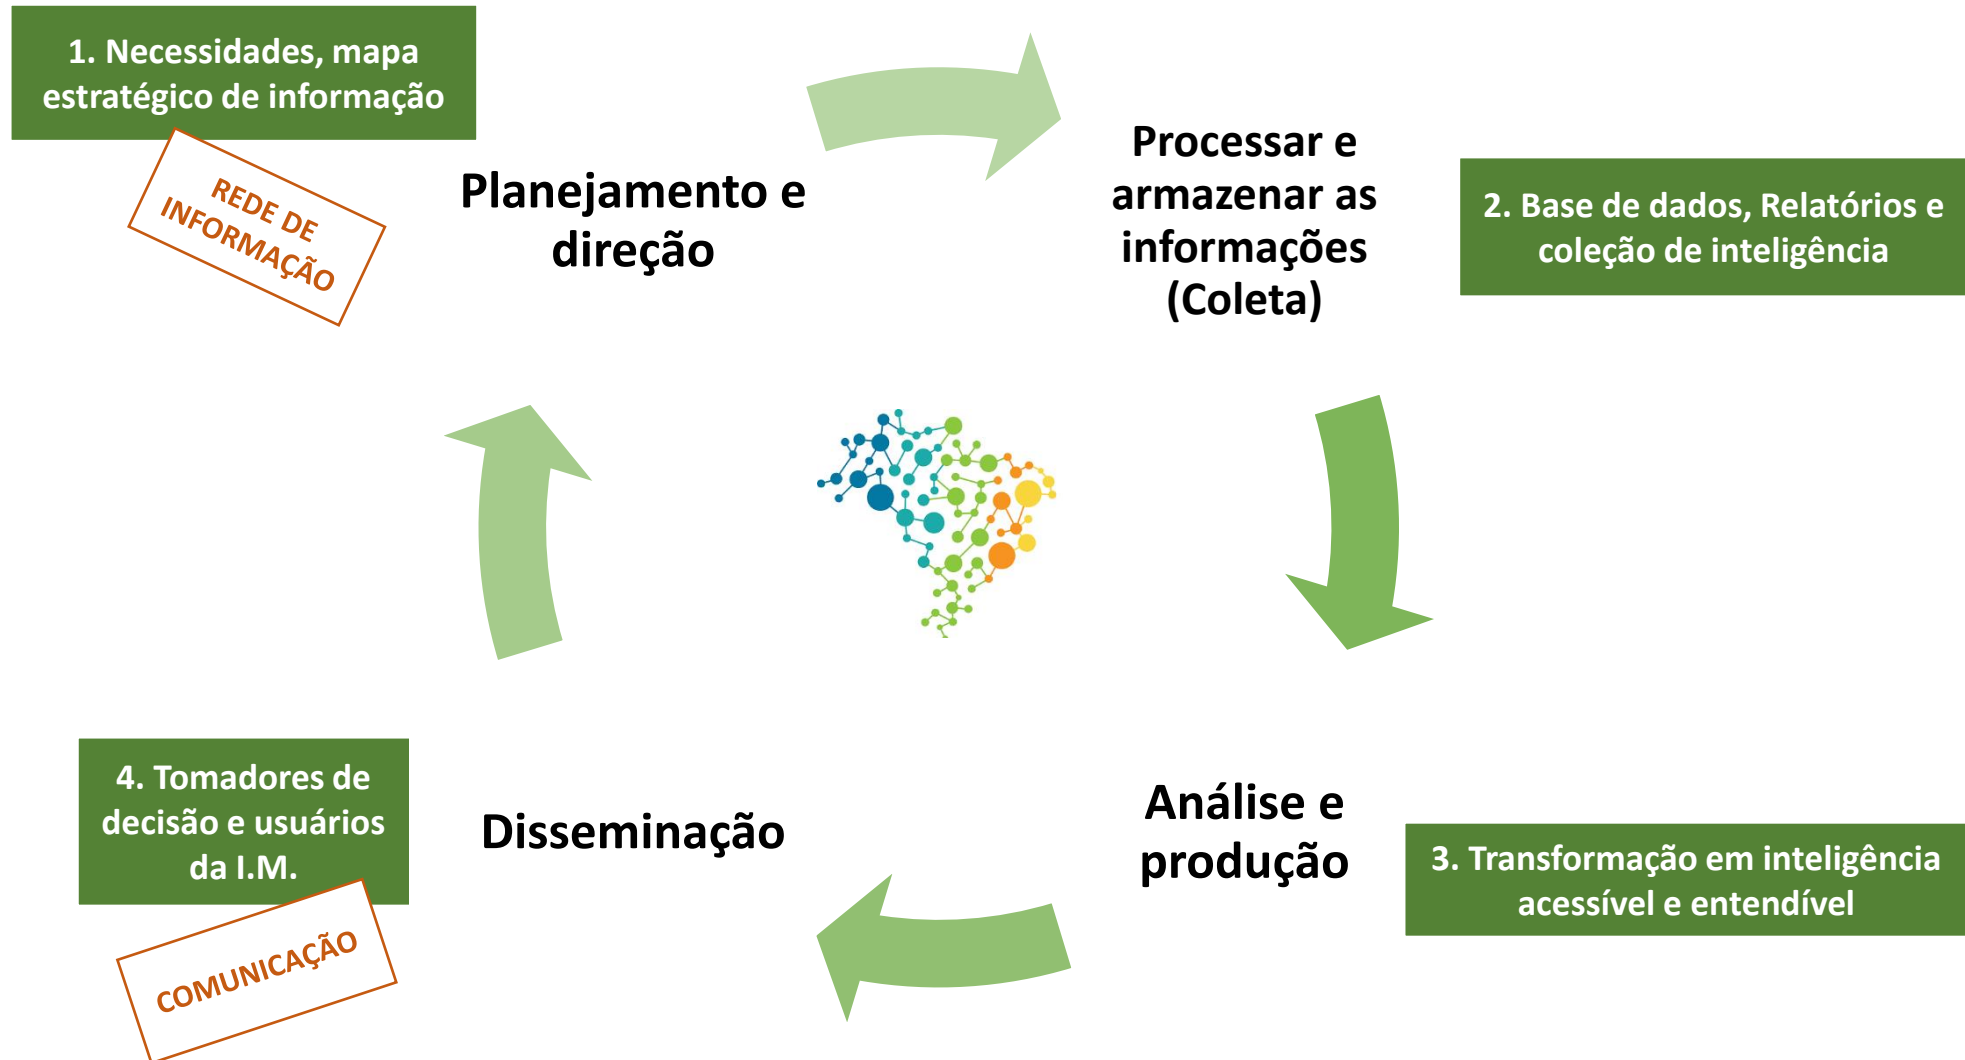 1. Necessidades, mapa
estratégico de informação
REDE DE
INFORMAÇÃO
Planejamento e
direção
Processar e
armazenar as
informações
(Coleta)
2. Base de dados, Relatórios e
coleção de inteligência
Análise e
produção
3. Transformação em inteligência
acessível e entendível
Disseminação
4. Tomadores de
decisão e usuários
da I.M.
COMUNICAÇÃO